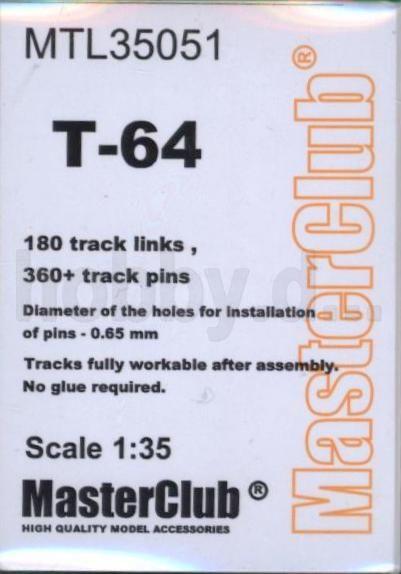 MTL35051
T-64
180 track links ,
360+ track pins
Diameter of the holes for installation
of pins - 0.65 mm
Tracks fully workable after assembly.
No glue required.
Scale 1:35
MasterClub ®
HIGH QUALITY MODEL ACCESSORIES
MasterClub®
hobby.d